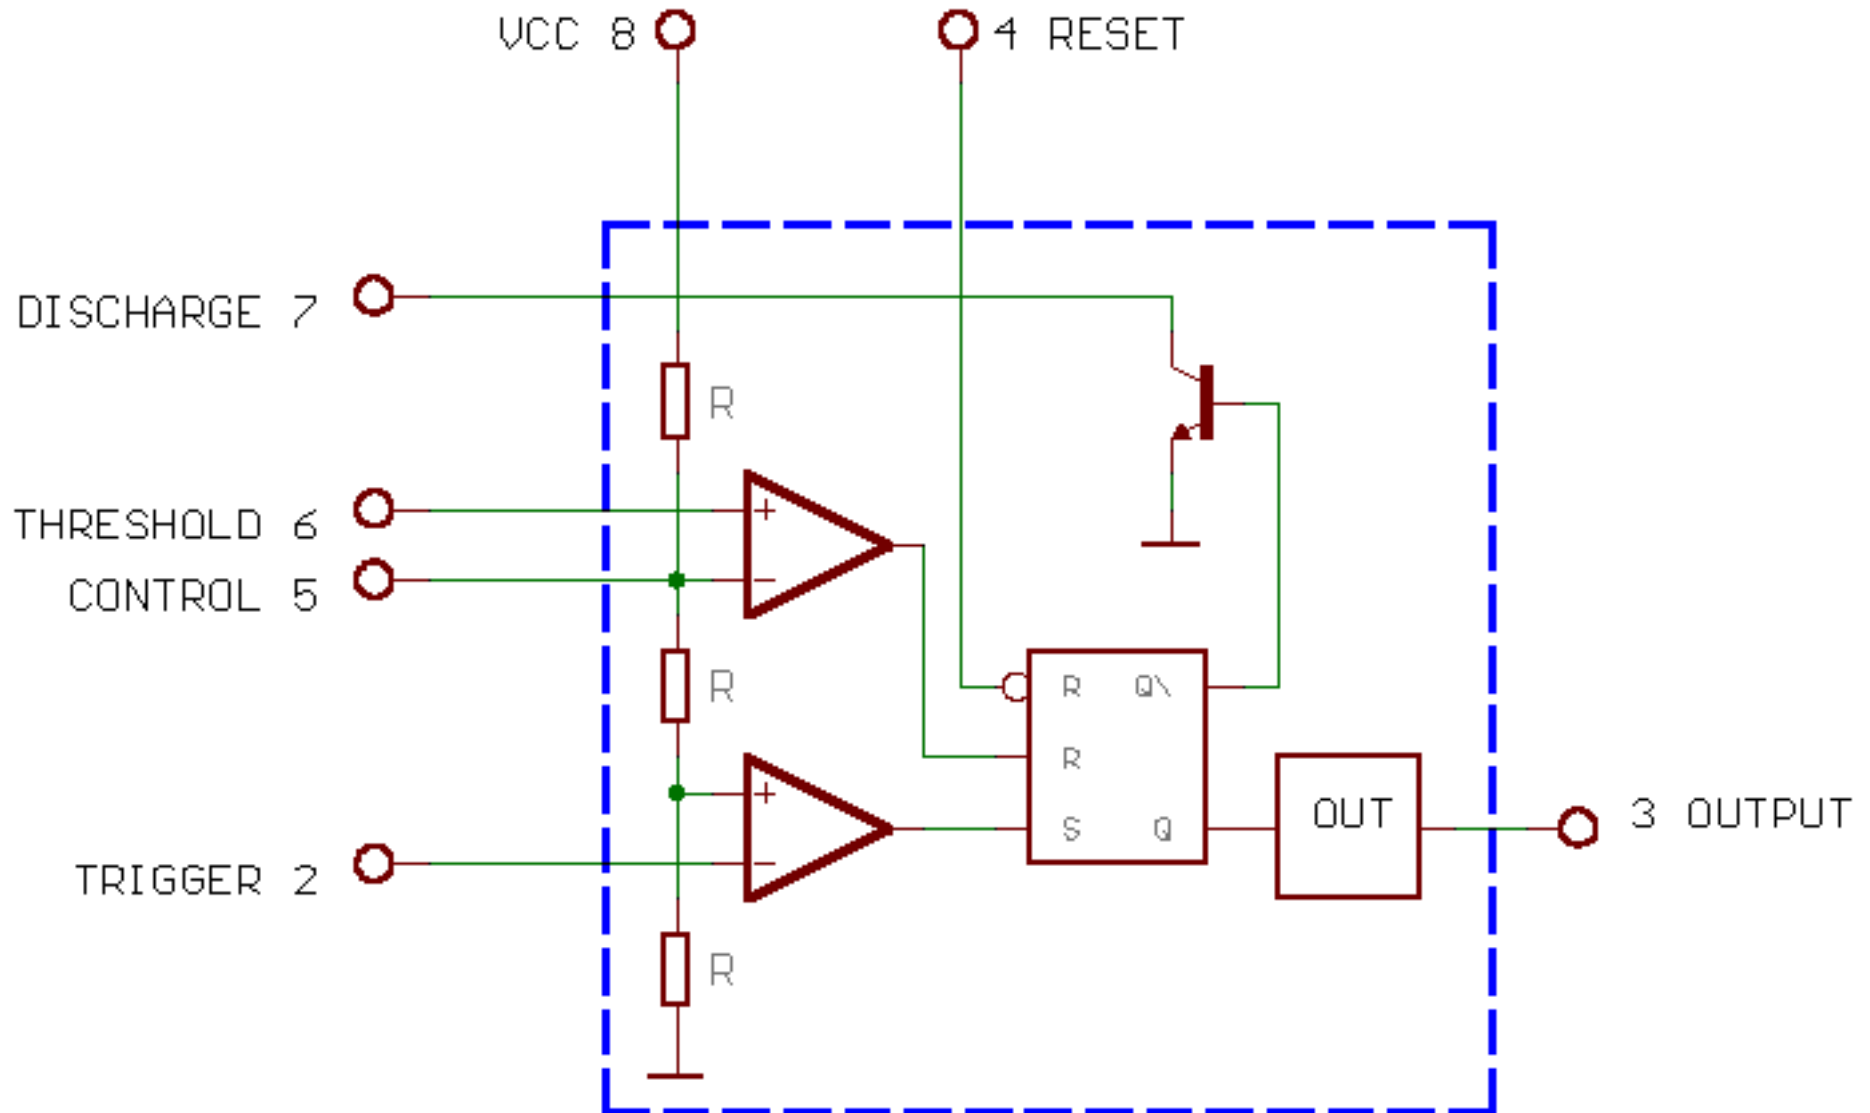 VCC 8
4 RESET
DISCHARGE 7
R
THRESHOLD 6
+
CONTROL 5
−
R
R Q\
R
+
S Q
OUT
3 OUTPUT
TRIGGER 2
−
R